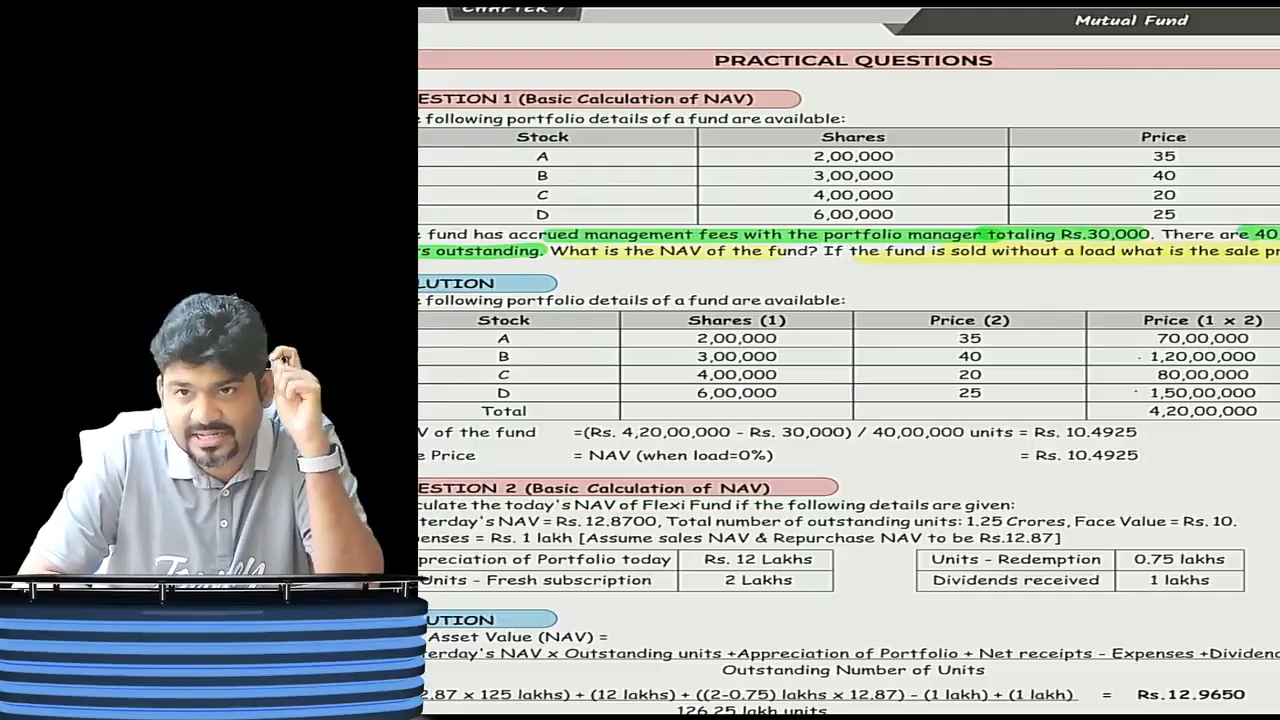 CHAPTER 7
Mutual Fund
PRACTICAL QUESTIONS
ESTION 1 (Basic Calculation of NAV)
e following portfolio details of a fund are available:
Stock Shares Price
A 2,00,000 35
B 3,00,000 40
C 4,00,000 20
D 6,00,000 25
e fund has accrued management fees with the portfolio manager totaling Rs.30,000. There are 40
s outstanding. What is the NAV of the fund? If the fund is sold without a load what is the sale pr
LUTION
e following portfolio details of a fund are available:
Stock Shares (1) Price (2) Price (1 x 2)
A 2,00,000 35 70,00,000
B 3,00,000 40 1,20,00,000
C 4,00,000 20 80,00,000
D 6,00,000 25 1,50,00,000
Total 4,20,00,000
V of the fund =(Rs. 4,20,00,000 - Rs. 30,000) / 40,00,000 units = Rs. 10.4925
e Price = NAV (when load=0%) = Rs. 10.4925
ESTION 2 (Basic Calculation of NAV)
culate the today's NAV of Flexi Fund if the following details are given:
terday's NAV = Rs. 12.8700, Total number of outstanding units: 1.25 Crores, Face Value = Rs. 10.
enses = Rs. 1 lakh [Assume sales NAV & Repurchase NAV to be Rs.12.87]
preciation of Portfolio today Rs. 12 Lakhs Units - Redemption 0.75 lakhs
Units - Fresh subscription 2 Lakhs Dividends received 1 lakhs
UTION
Asset Value (NAV) =
terday's NAV x Outstanding units +Appreciation of Portfolio + Net receipts - Expenses +Dividend
Outstanding Number of Units
2.87 x 125 lakhs) + (12 lakhs) + ((2-0.75) lakhs x 12.87) - (1 lakh) + (1 lakh) = Rs.12.9650
126.25 lakh units